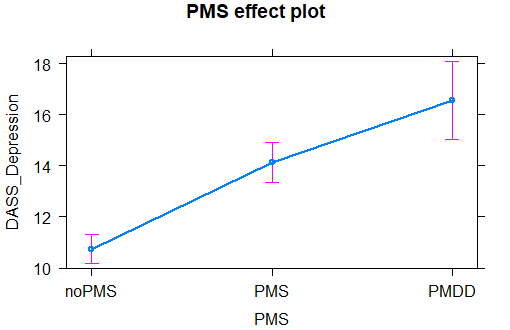 PMS effect plot
18
16
14
12
10
DASS_Depression
noPMS PMS PMDD
PMS